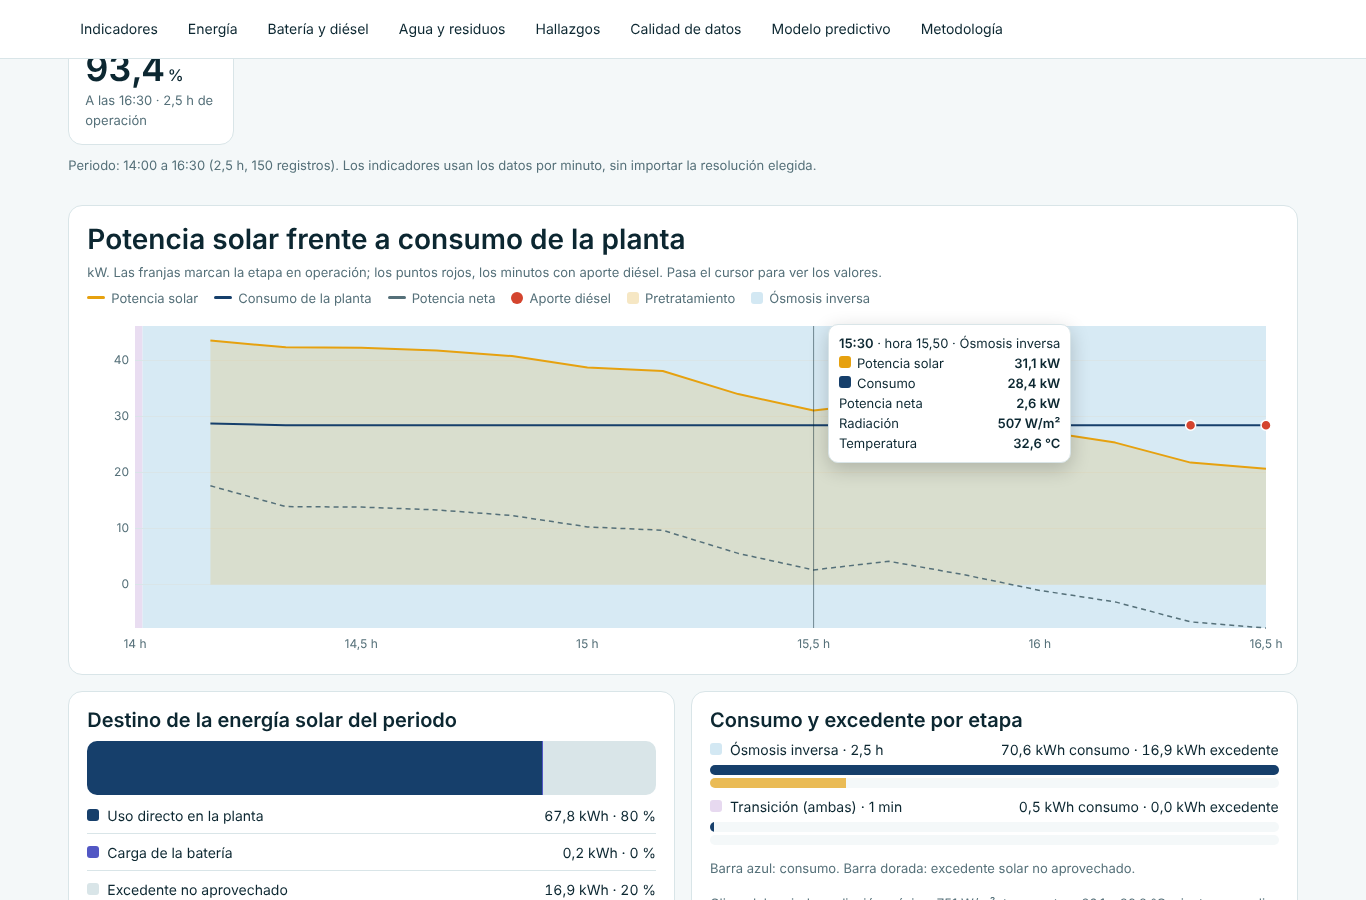 Indicadores Energía Batería y diésel Agua y residuos Hallazgos Calidad de datos Modelo predictivo Metodología
93,4 %
A las 16:30 · 2,5 h de
operación
Periodo: 14:00 a 16:30 (2,5 h, 150 registros). Los indicadores usan los datos por minuto, sin importar la resolución elegida.
Potencia solar frente a consumo de la planta
kW. Las franjas marcan la etapa en operación; los puntos rojos, los minutos con aporte diésel. Pasa el cursor para ver los valores.
Potencia solar Consumo de la planta Potencia neta Aporte diésel Pretratamiento Ósmosis inversa
40
30
20
10
0
15:30 · hora 15,50 · Ósmosis inversa
Potencia solar 31,1 kW
Consumo 28,4 kW
Potencia neta 2,6 kW
Radiación 507 W/m²
Temperatura 32,6 °C
14 h 14,5 h 15 h 15,5 h 16 h 16,5 h
Destino de la energía solar del periodo
Uso directo en la planta 67,8 kWh · 80 %
Carga de la batería 0,2 kWh · 0 %
Excedente no aprovechado 16,9 kWh · 20 %
Consumo y excedente por etapa
Ósmosis inversa · 2,5 h 70,6 kWh consumo · 16,9 kWh excedente
Transición (ambas) · 1 min 0,5 kWh consumo · 0,0 kWh excedente
Barra azul: consumo. Barra dorada: excedente solar no aprovechado.